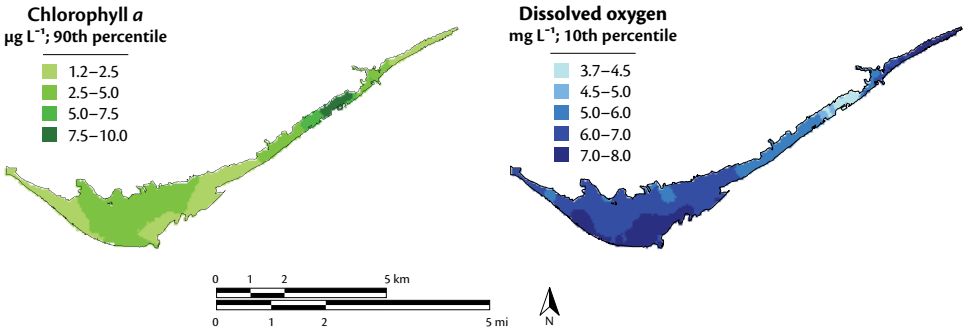 Chlorophyll a
µg L⁻¹; 90th percentile
1.2–2.5
2.5–5.0
5.0–7.5
7.5–10.0
Dissolved oxygen
mg L⁻¹; 10th percentile
3.7–4.5
4.5–5.0
5.0–6.0
6.0–7.0
7.0–8.0
0 1 2 5 km
0 1 2 5 mi
N